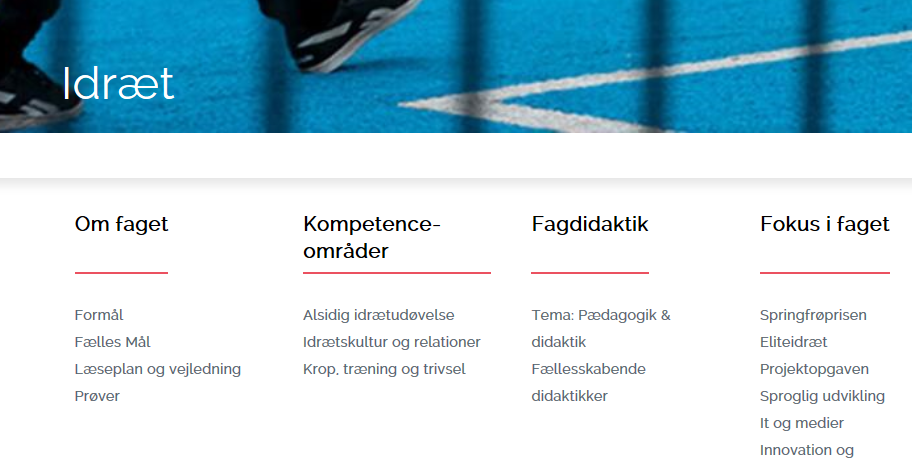 Idræt
Om faget
Formål
Fælles Mål
Læseplan og vejledning
Prøver
Kompetence-
områder
Alsidig idrætudøvelse
Idrætskultur og relationer
Krop, træning og trivsel
Fagdidaktik
Tema: Pædagogik &
didaktik
Fællesskabende
didaktikker
Fokus i faget
Springfrøprisen
Eliteidræt
Projektopgaven
Sproglig udvikling
It og medier
Innovation og